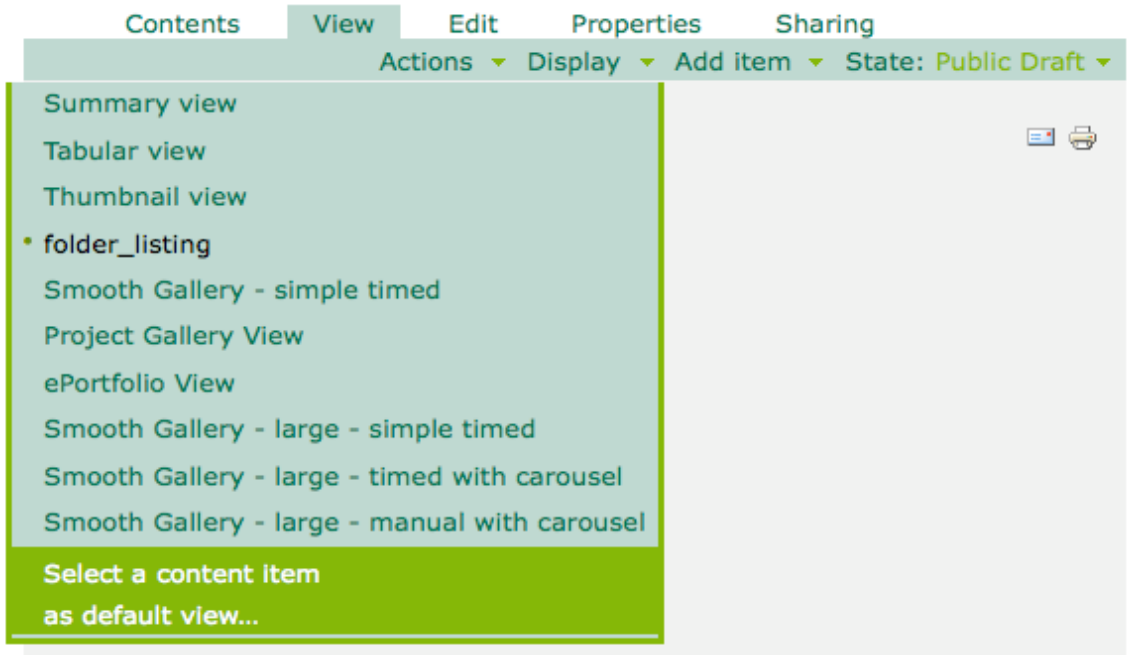 Contents View Edit Properties Sharing
Actions Display Add item State: Public Draft
Summary view
Tabular view
Thumbnail view
folder_listing
Smooth Gallery - simple timed
Project Gallery View
ePortfolio View
Smooth Gallery - large - simple timed
Smooth Gallery - large - timed with carousel
Smooth Gallery - large - manual with carousel
Select a content item
as default view...